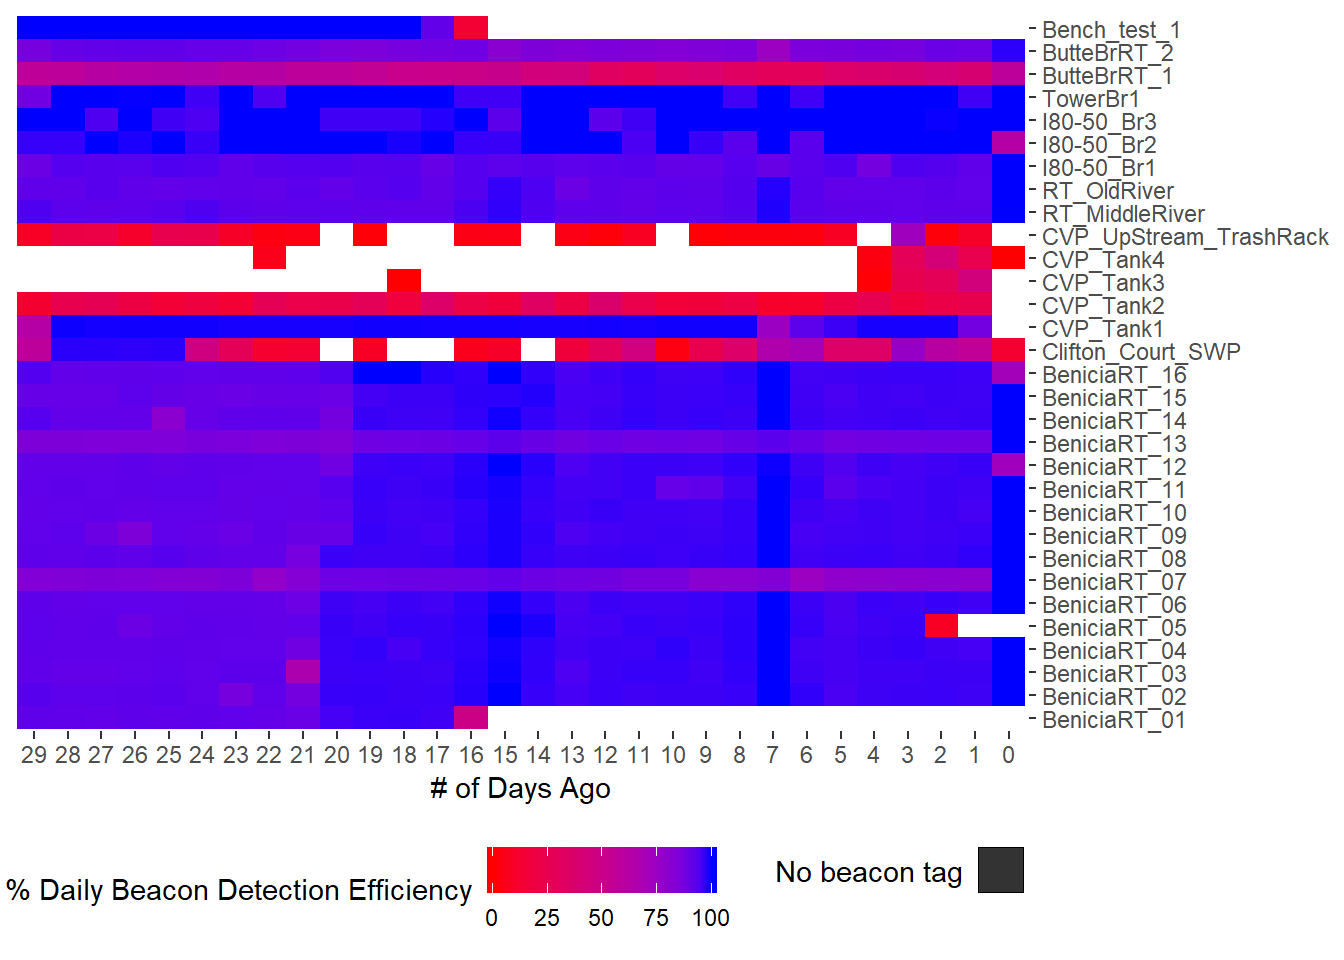 Bench_test_1
ButteBrRT_2
ButteBrRT_1
TowerBr1
I80-50_Br3
I80-50_Br2
I80-50_Br1
RT_OldRiver
RT_MiddleRiver
CVP_UpStream_TrashRack
CVP_Tank4
CVP_Tank3
CVP_Tank2
CVP_Tank1
Clifton_Court_SWP
BeniciaRT_16
BeniciaRT_15
BeniciaRT_14
BeniciaRT_13
BeniciaRT_12
BeniciaRT_11
BeniciaRT_10
BeniciaRT_09
BeniciaRT_08
BeniciaRT_07
BeniciaRT_06
BeniciaRT_05
BeniciaRT_04
BeniciaRT_03
BeniciaRT_02
BeniciaRT_01
29 28 27 26 25 24 23 22 21 20 19 18 17 16 15 14 13 12 11 10 9 8 7 6 5 4 3 2 1 0
# of Days Ago
% Daily Beacon Detection Efficiency
0 25 50 75 100
No beacon tag